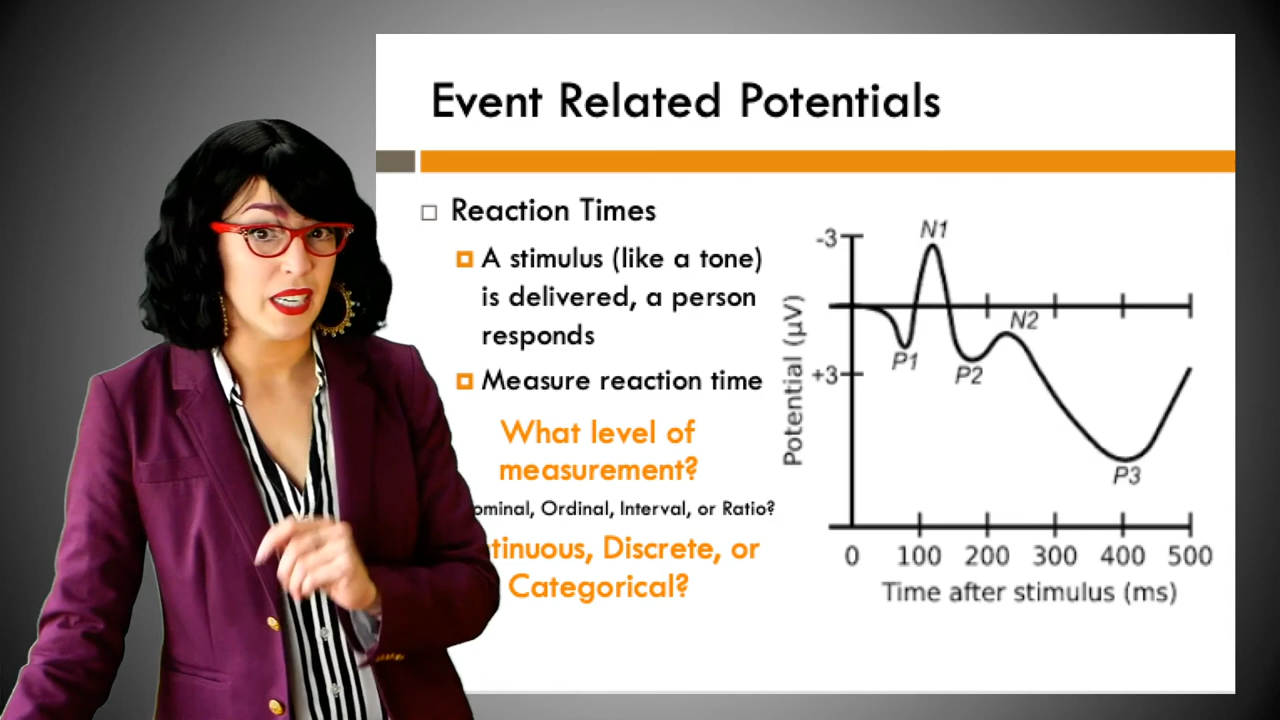 Event Related Potentials
Reaction Times
A stimulus (like a tone)
is delivered, a person
responds
Measure reaction time
What level of
measurement?
ominal, Ordinal, Interval, or Ratio?
tinuous, Discrete, or
Categorical?
N1
-3
N2
P1
P2
+3
P3
Potential (µV)
0 100 200 300 400 500
Time after stimulus (ms)